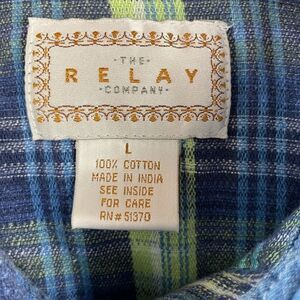 ·THE·
RELAY
·COMPANY·
L
100% COTTON
MADE IN INDIA
SEE INSIDE
FOR CARE
RN# 51370